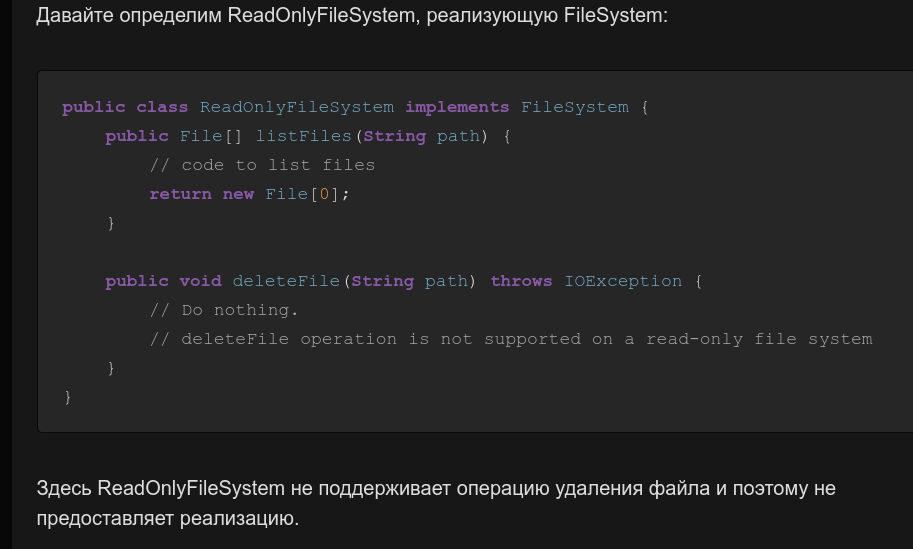 Давайте определим ReadOnlyFileSystem, реализующую FileSystem:
public class ReadOnlyFileSystem implements FileSystem {
    public File[] listFiles(String path) {
        // code to list files
        return new File[0];
    }

    public void deleteFile(String path) throws IOException {
        // Do nothing.
        // deleteFile operation is not supported on a read-only file system
    }
}
Здесь ReadOnlyFileSystem не поддерживает операцию удаления файла и поэтому не
предоставляет реализацию.